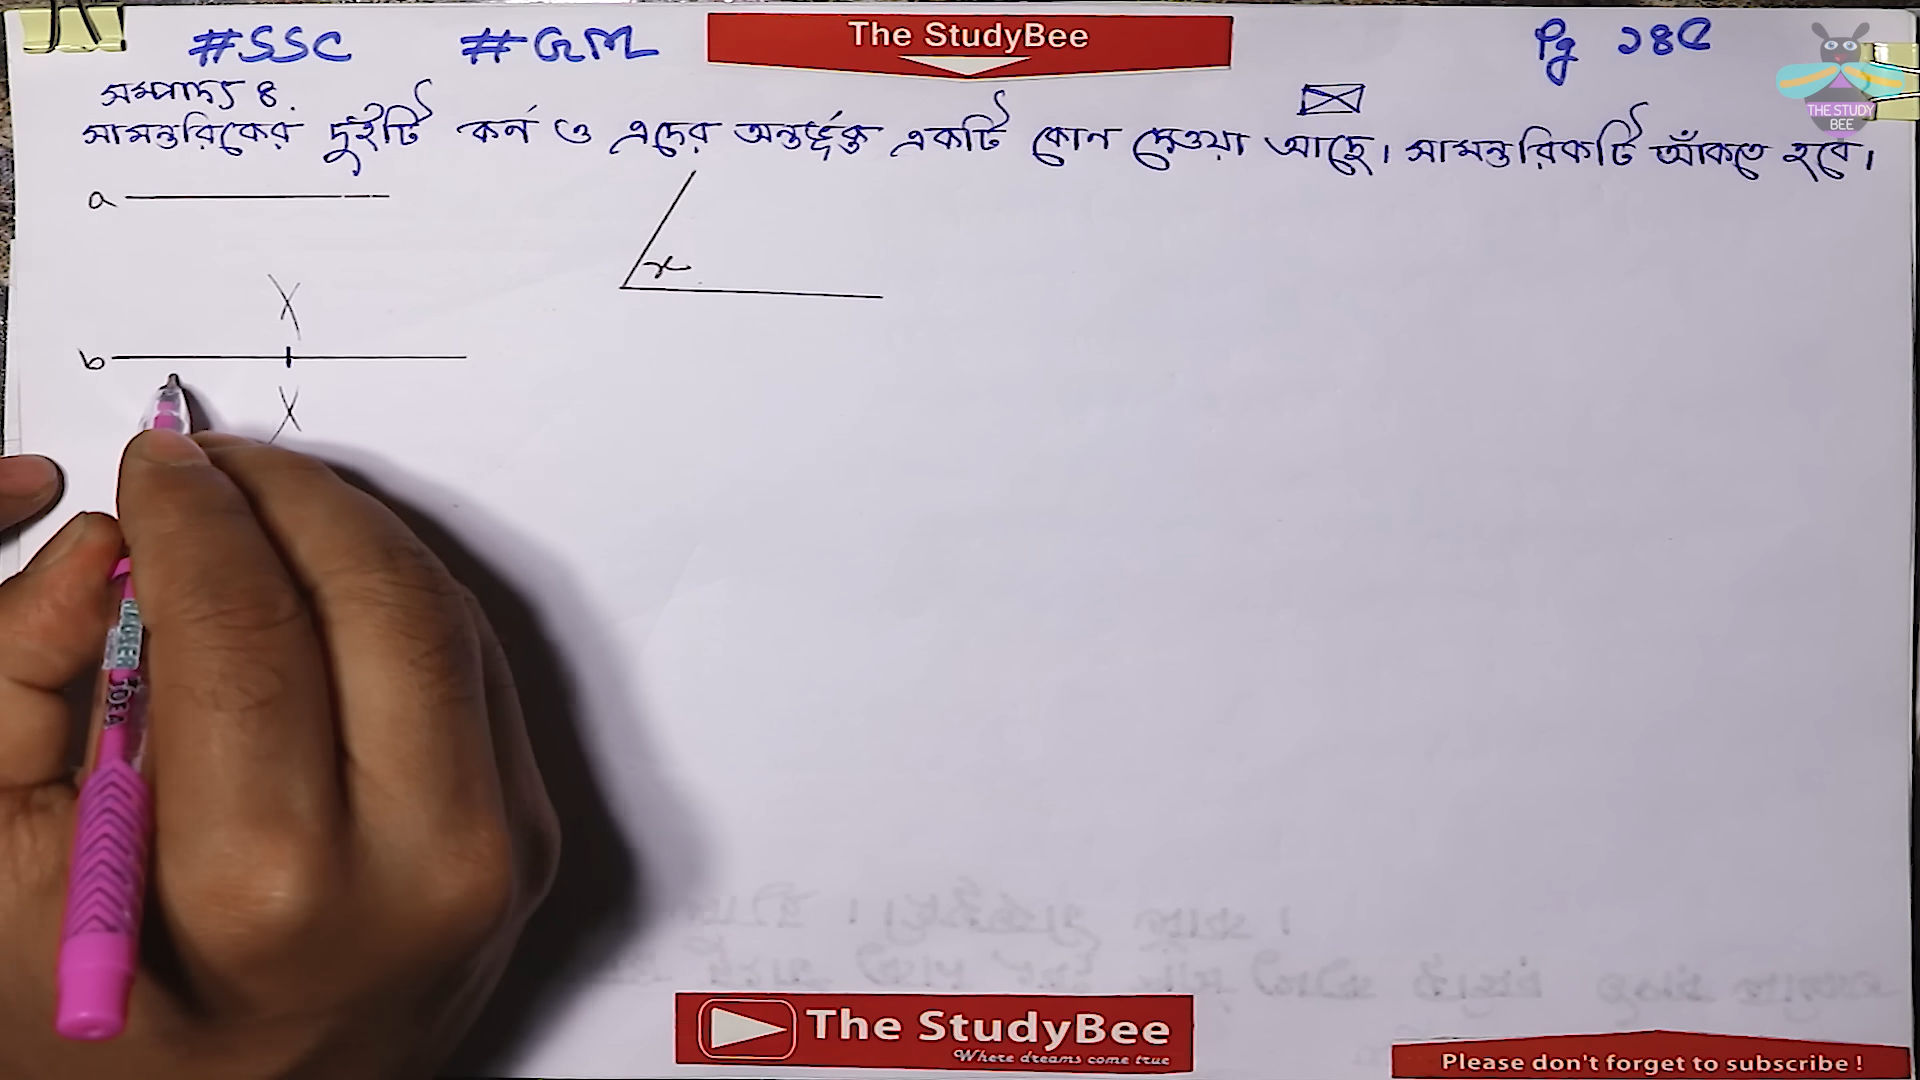 #SSC #GM The StudyBee Pg ১৪৫
THE STUDY
BEE
সম্পাদ্য ৪.
সামন্তরিকের দুইটি কর্ন ও এদের অন্তর্ভুক্ত একটি কোন দেওয়া আছে। সামন্তরিকটি আঁকতে হবে।
a
x
b
The StudyBee
Where dreams come true
Please don't forget to subscribe !